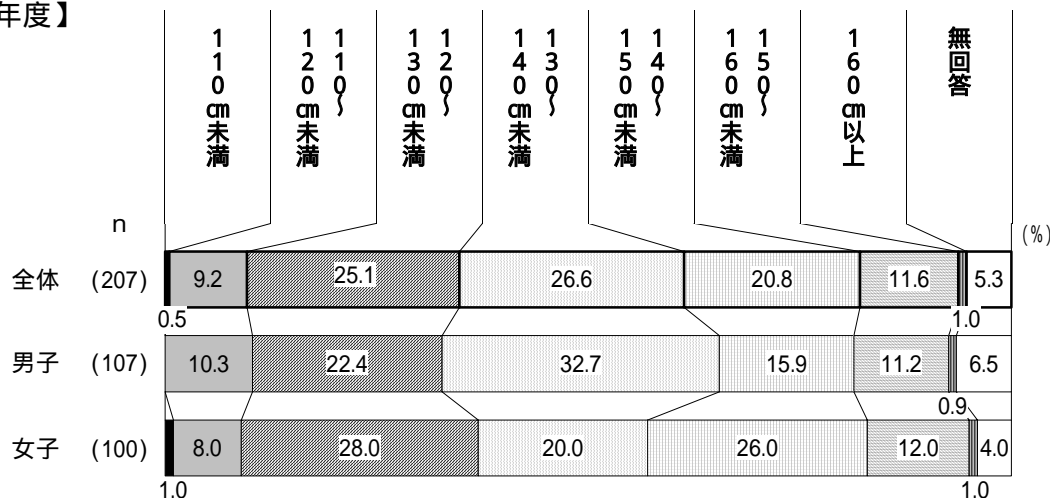 年度】
110cm未満
110～
120cm未満
120～
130cm未満
130～
140cm未満
140～
150cm未満
150～
160cm未満
160cm以上
無回答
n
(%)
全体 (207) 9.2 25.1 26.6 20.8 11.6 5.3
0.5 1.0
男子 (107) 10.3 22.4 32.7 15.9 11.2 6.5
0.9
女子 (100) 8.0 28.0 20.0 26.0 12.0 4.0
1.0 1.0